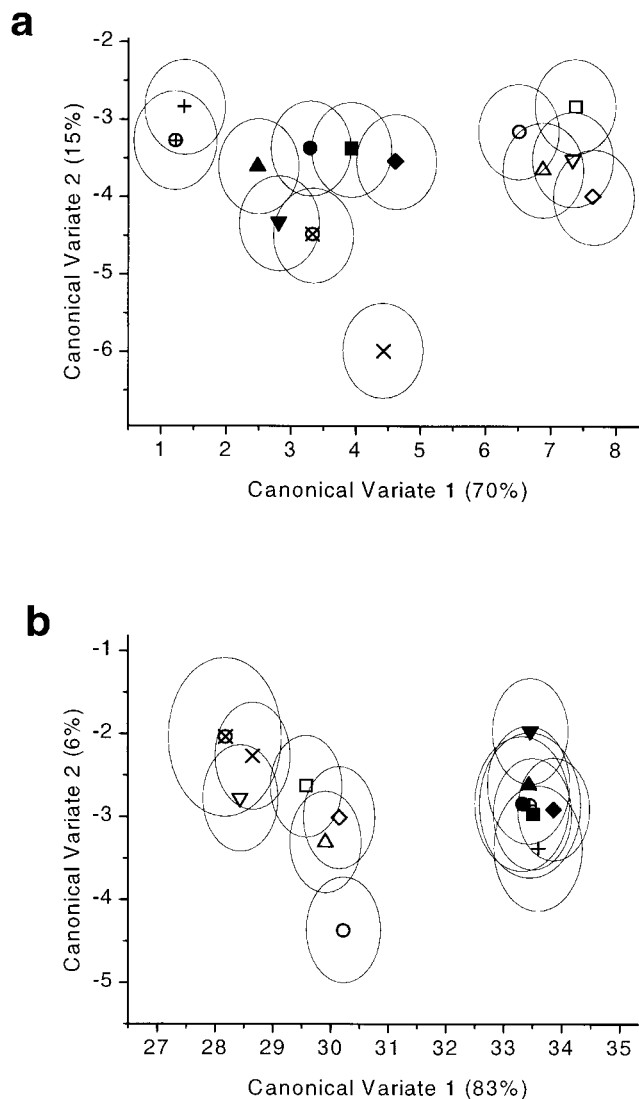 a
-2
-3
-4
-5
-6
Canonical Variate 2 (15%)
1 2 3 4 5 6 7 8
Canonical Variate 1 (70%)
b
-1
-2
-3
-4
-5
Canonical Variate 2 (6%)
27 28 29 30 31 32 33 34 35
Canonical Variate 1 (83%)